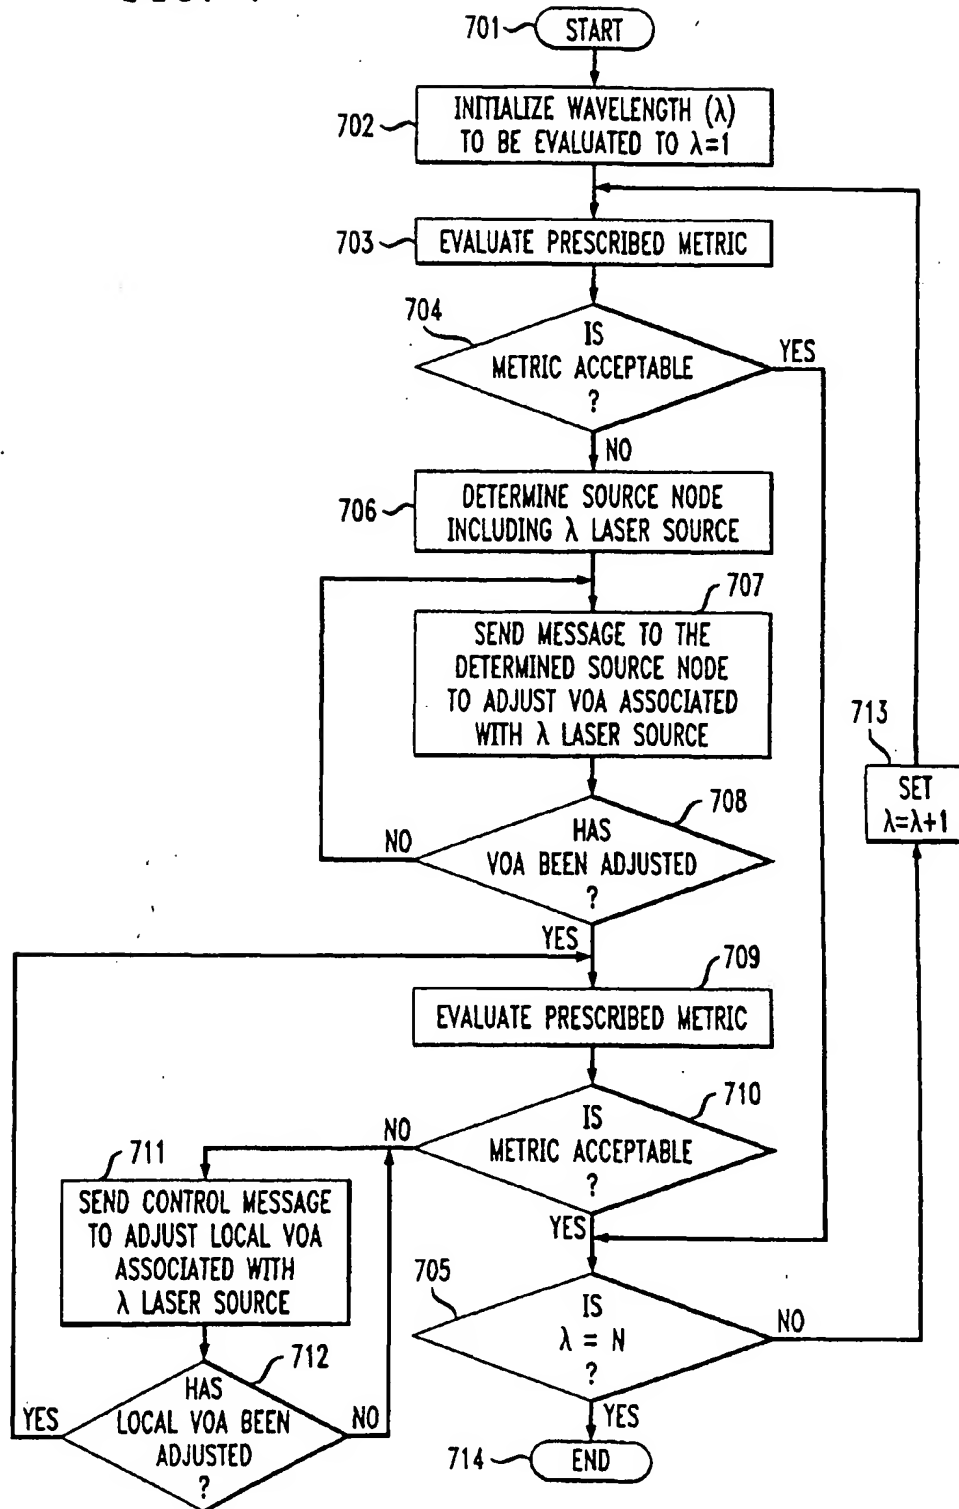 701
START
702
INITIALIZE WAVELENGTH (λ)
TO BE EVALUATED TO λ=1
703
EVALUATE PRESCRIBED METRIC
704
IS
METRIC ACCEPTABLE
?
YES
NO
706
DETERMINE SOURCE NODE
INCLUDING λ LASER SOURCE
707
SEND MESSAGE TO THE
DETERMINED SOURCE NODE
TO ADJUST VOA ASSOCIATED
WITH λ LASER SOURCE
713
SET
λ=λ+1
708
NO
HAS
VOA BEEN ADJUSTED
?
YES
709
EVALUATE PRESCRIBED METRIC
710
NO
IS
METRIC ACCEPTABLE
?
YES
711
SEND CONTROL MESSAGE
TO ADJUST LOCAL VOA
ASSOCIATED WITH
λ LASER SOURCE
705
IS
λ = N
?
NO
YES
712
YES
HAS
LOCAL VOA BEEN
ADJUSTED
?
NO
714
END